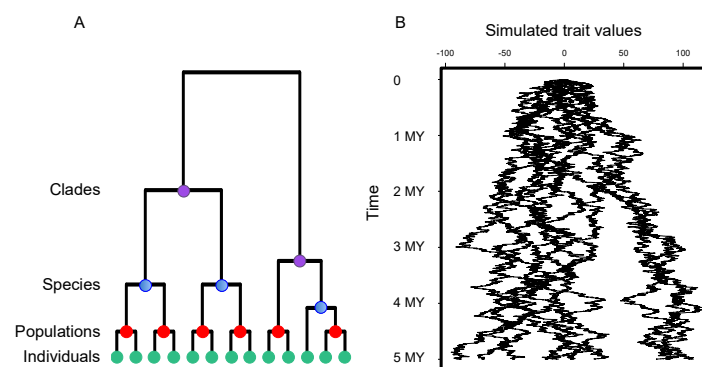 A
Clades
Species
Populations
Individuals
B
Simulated trait values
-100 -50 0 50 100
Time
0
1 MY
2 MY
3 MY
4 MY
5 MY